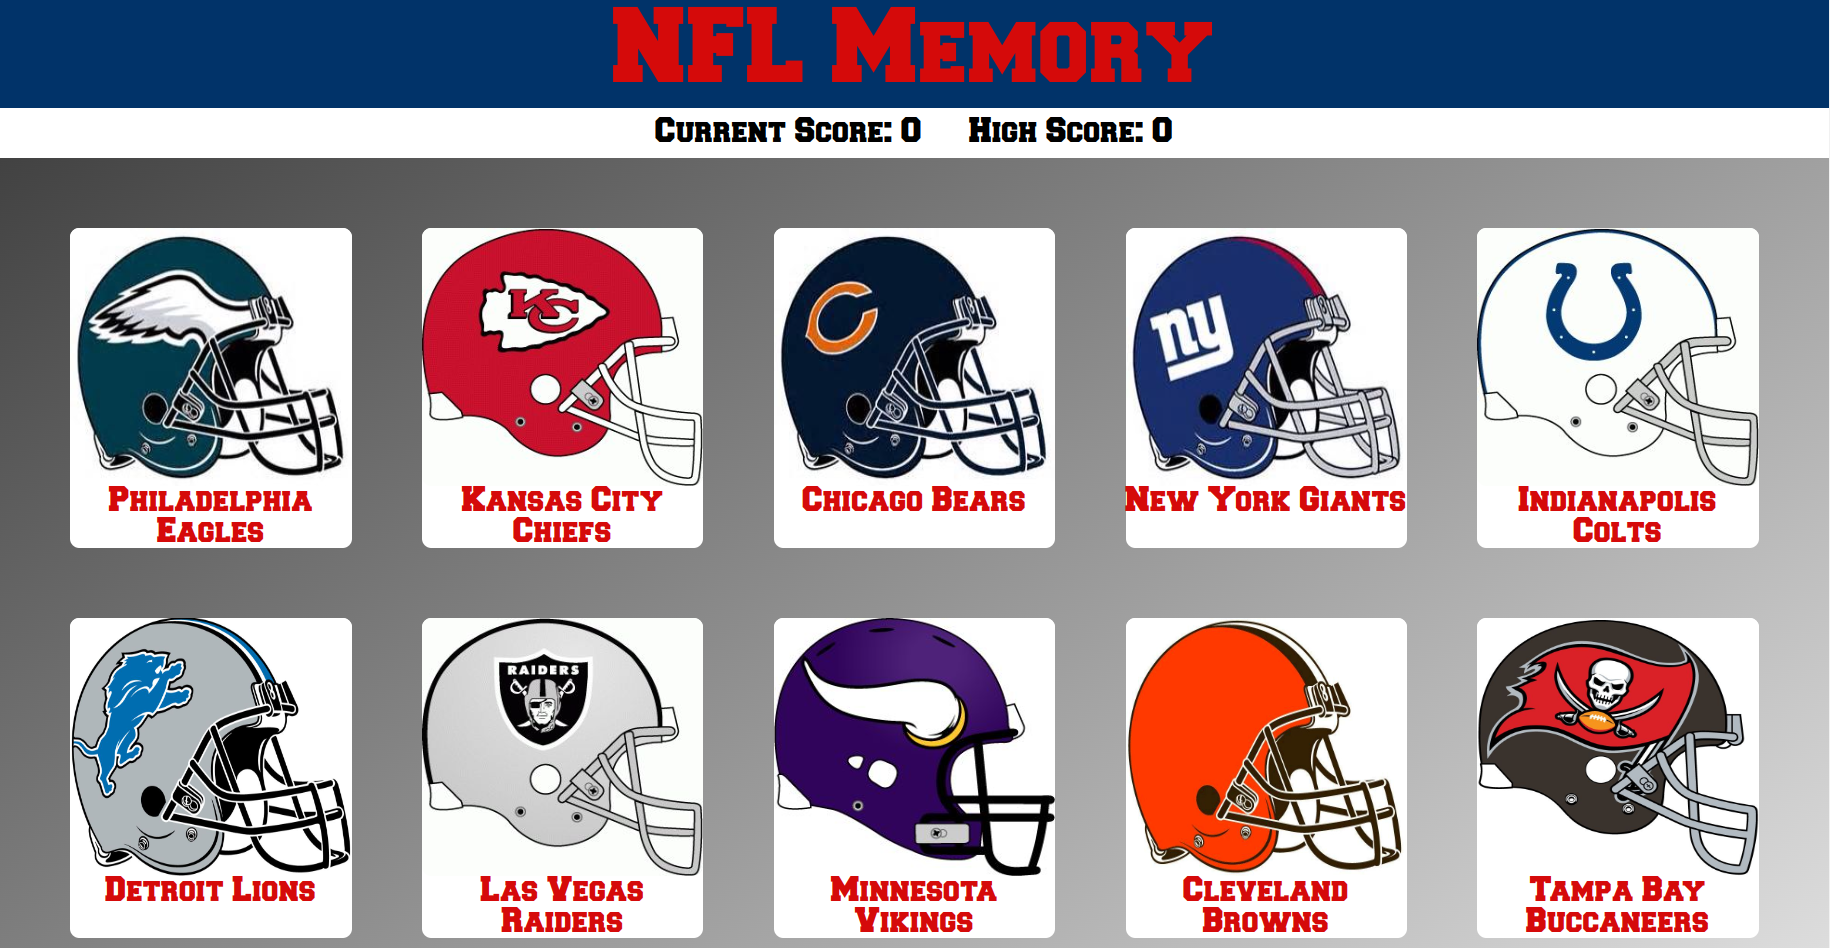 NFL Memory
Current Score: 0 High Score: 0
KC
C
ny
Philadelphia
Eagles
Kansas City
Chiefs
Chicago Bears
New York Giants
Indianapolis
Colts
RAIDERS
Detroit Lions
Las Vegas
Raiders
Minnesota
Vikings
Cleveland
Browns
Tampa Bay
Buccaneers